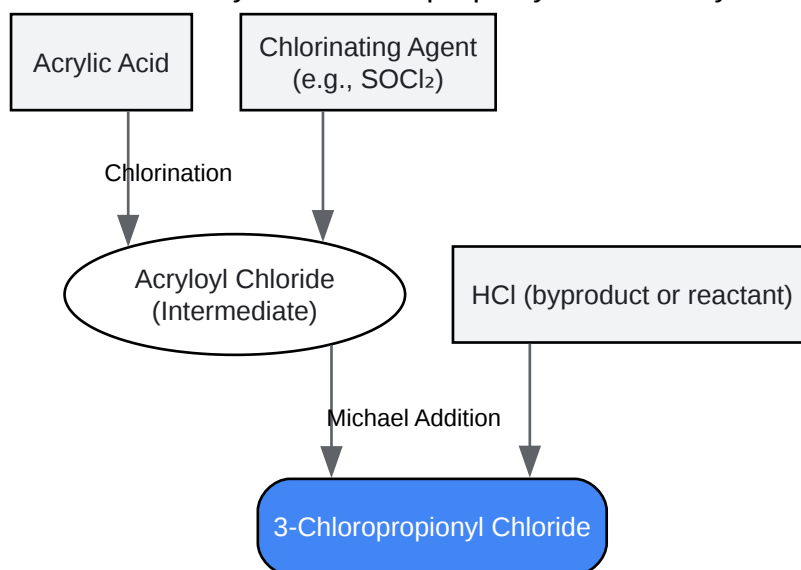 Acrylic Acid
Chlorinating Agent
(e.g., SOCl₂)
Chlorination
Acryloyl Chloride
(Intermediate)
HCl (byproduct or reactant)
Michael Addition
3-Chloropropionyl Chloride